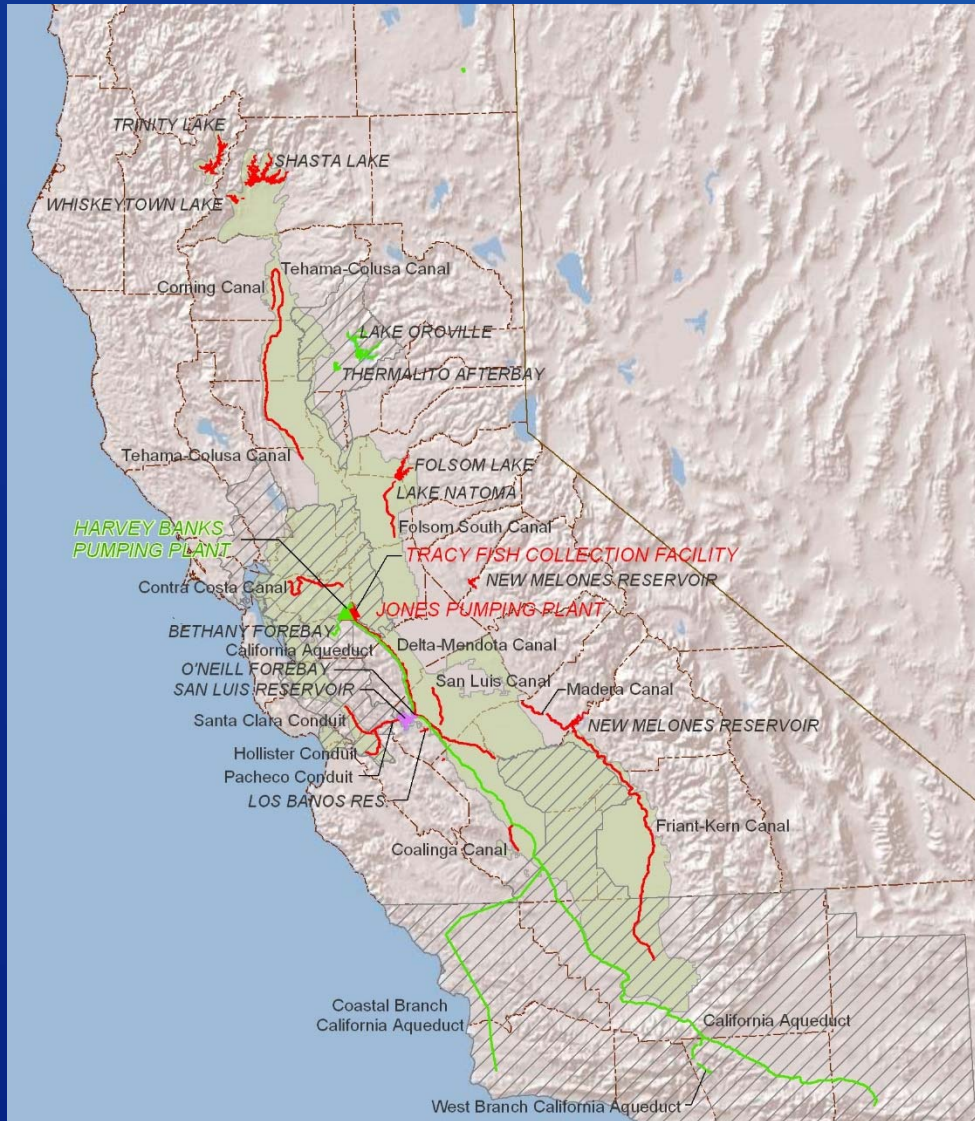 TRINITY LAKE
SHASTA LAKE
WHISKEYTOWN LAKE
Tehama-Colusa Canal
Corning Canal
LAKE OROVILLE
THERMALITO AFTERBAY
Tehama-Colusa Canal
FOLSOM LAKE
LAKE NATOMA
Folsom South Canal
HARVEY BANKS
PUMPING PLANT
TRACY FISH COLLECTION FACILITY
NEW MELONES RESERVOIR
Contra Costa Canal
JONES PUMPING PLANT
BETHANY FOREBAY
California Aqueduct
Delta-Mendota Canal
O'NEILL FOREBAY
San Luis Canal
SAN LUIS RESERVOIR
Madera Canal
Santa Clara Conduit
NEW MELONES RESERVOIR
Hollister Conduit
Pacheco Conduit
LOS BANOS RES
Friant-Kern Canal
Coalinga Canal
Coastal Branch
California Aqueduct
California Aqueduct
West Branch California Aqueduct